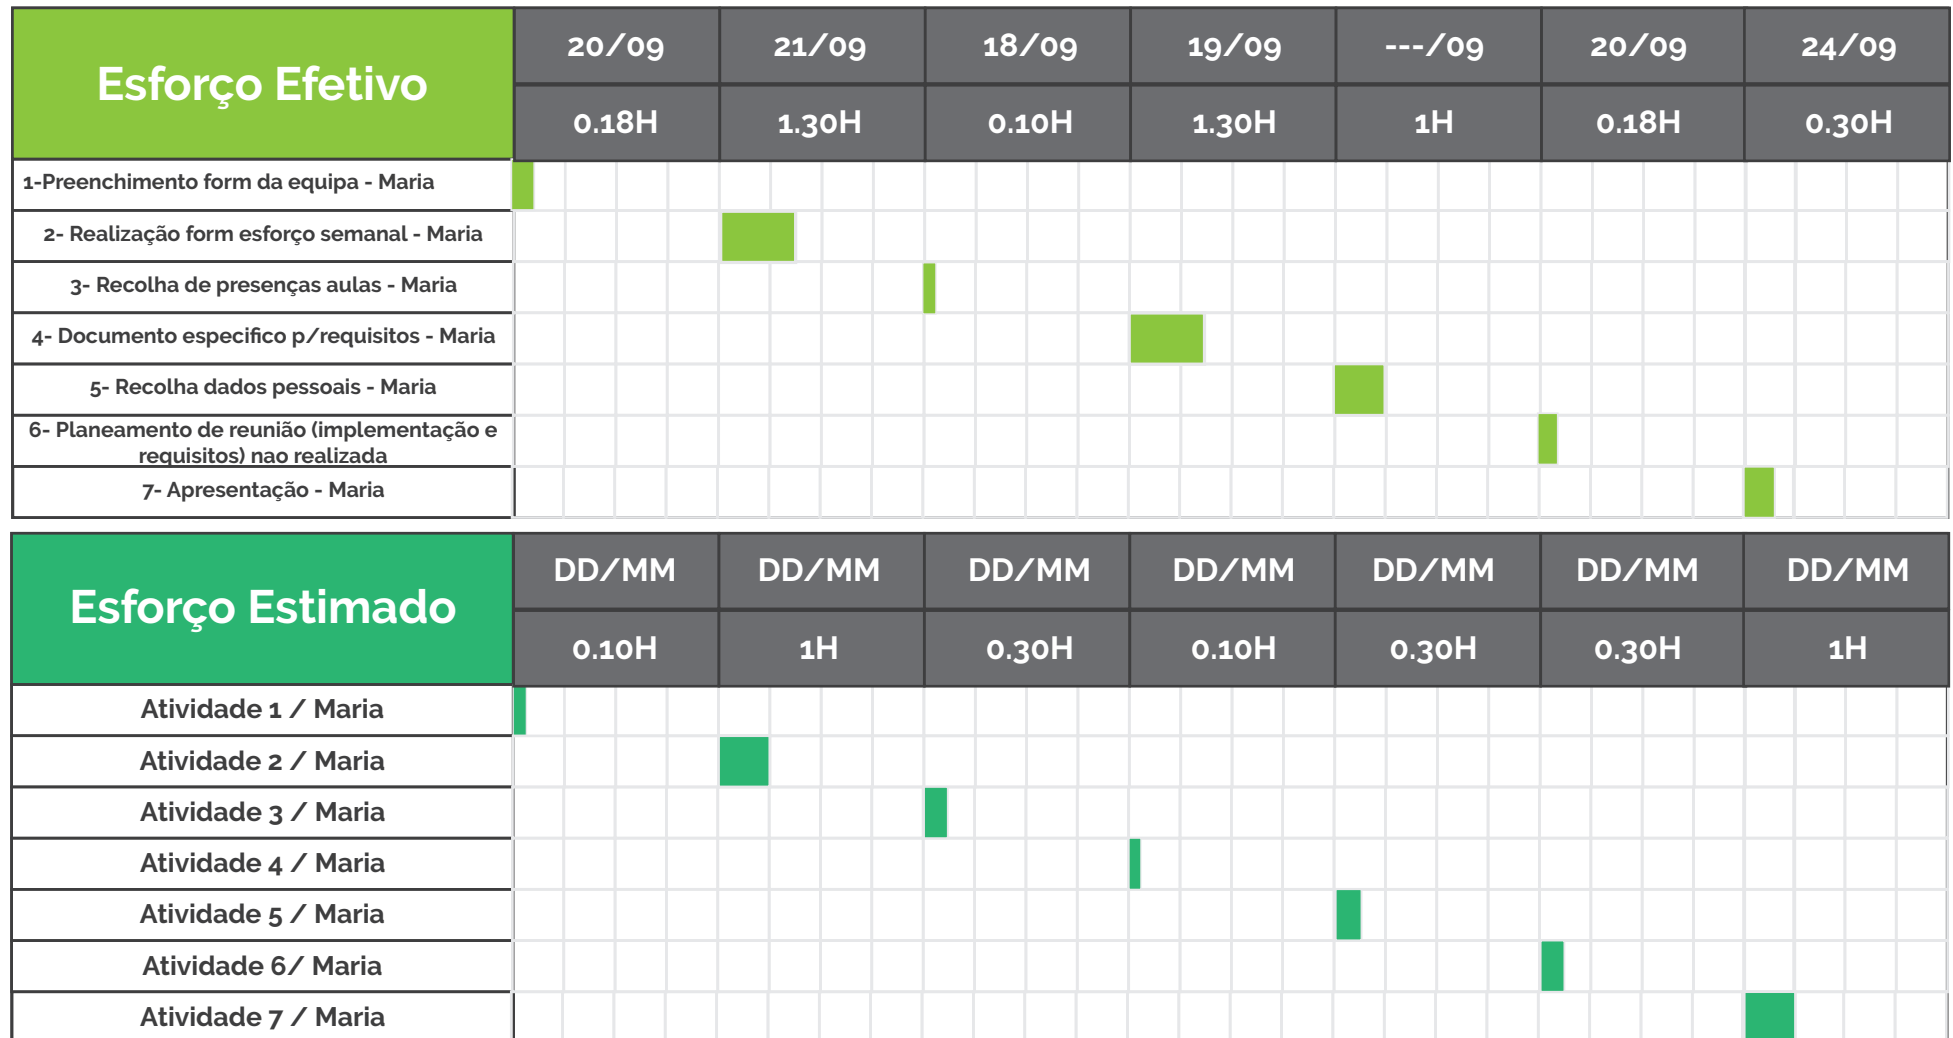 Esforço Efetivo
20/09 21/09 18/09 19/09 ---/09 20/09 24/09
0.18H 1.30H 0.10H 1.30H 1H 0.18H 0.30H
1-Preenchimento form da equipa - Maria
2- Realização form esforço semanal - Maria
3- Recolha de presenças aulas - Maria
4- Documento especifico p/requisitos - Maria
5- Recolha dados pessoais - Maria
6- Planeamento de reunião (implementação e
requisitos) nao realizada
7- Apresentação - Maria
Esforço Estimado
DD/MM DD/MM DD/MM DD/MM DD/MM DD/MM DD/MM
0.10H 1H 0.30H 0.10H 0.30H 0.30H 1H
Atividade 1 / Maria
Atividade 2 / Maria
Atividade 3 / Maria
Atividade 4 / Maria
Atividade 5 / Maria
Atividade 6/ Maria
Atividade 7 / Maria